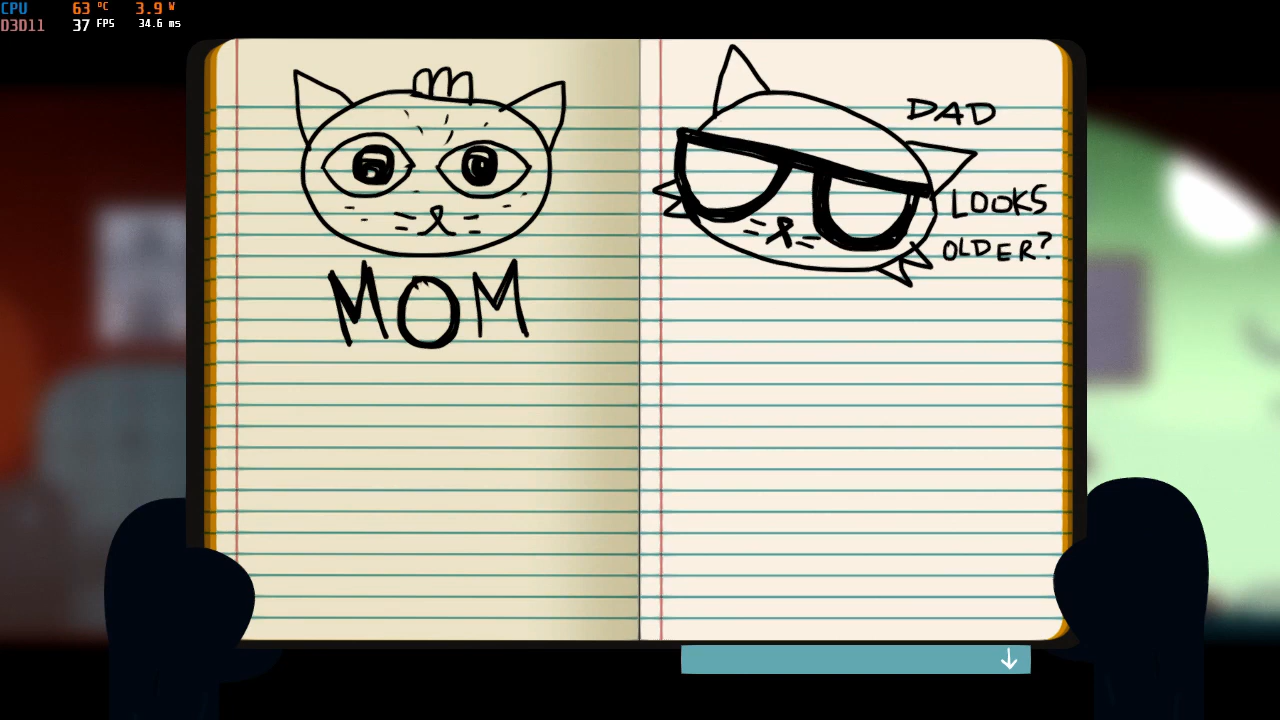 CPU 63 °C 3.9 W
D3D11 37 FPS 34.6 ms
MOM
DAD
LOOKS
OLDER?